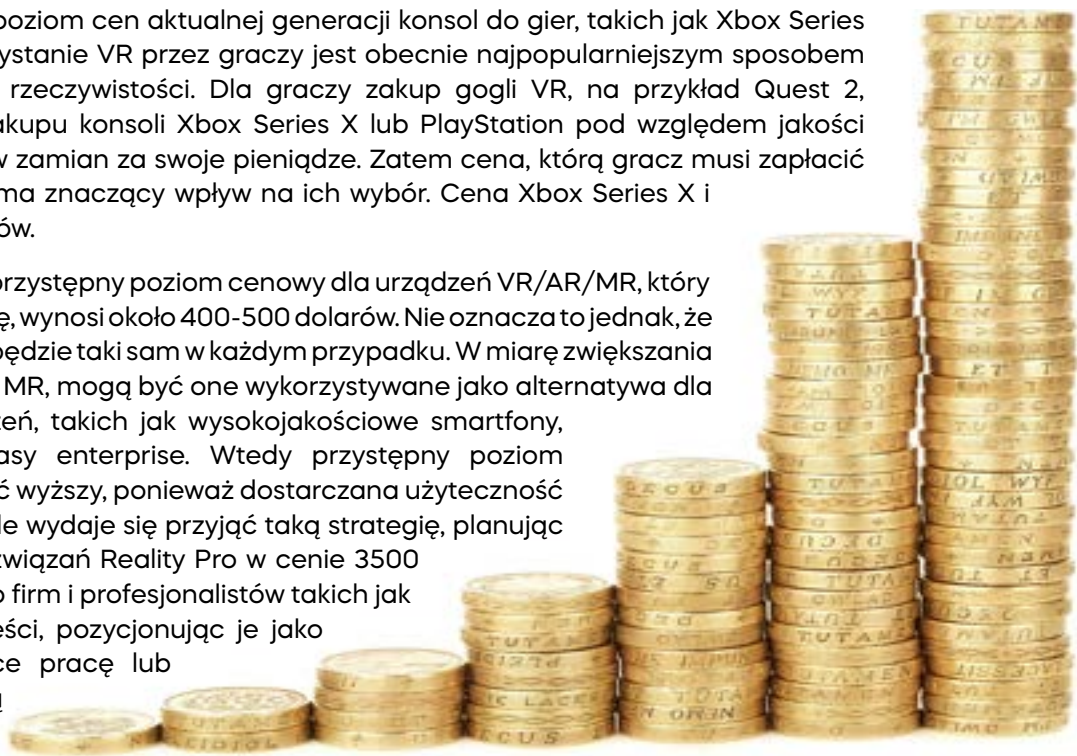 poziom cen aktualnej generacji konsol do gier, takich jak Xbox Series
ystanie VR przez graczy jest obecnie najpopularniejszym sposobem
rzeczywistości. Dla graczy zakup gogli VR, na przykład Quest 2,
akupu konsoli Xbox Series X lub PlayStation pod względem jakości
w zamian za swoje pieniądze. Zatem cena, którą gracz musi zapłacić
ma znaczący wpływ na ich wybór. Cena Xbox Series X i
ów.
przystępny poziom cenowy dla urządzeń VR/AR/MR, który
ę, wynosi około 400-500 dolarów. Nie oznacza to jednak, że
będzie taki sam w każdym przypadku. W miarę zwiększania
MR, mogą być one wykorzystywane jako alternatywa dla
zeń, takich jak wysokojakościowe smartfony,
asy enterprise. Wtedy przystępny poziom
ć wyższy, ponieważ dostarczana użyteczność
le wydaje się przyjąć taką strategię, planując
związań Reality Pro w cenie 3500
o firm i profesjonalistów takich jak
eści, pozycjonując je jako
ce pracę lub
ą